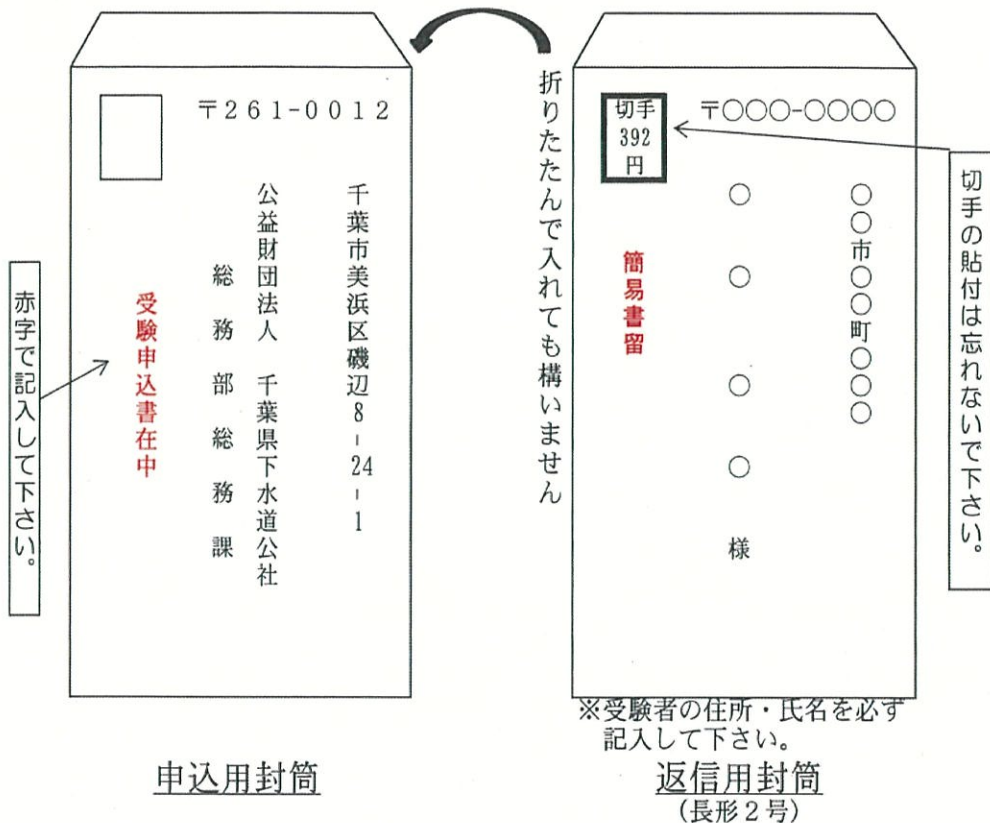 〒261-0012
千葉市美浜区磯辺8-24-1
公益財団法人　千葉県下水道公社
総務部総務課
受験申込書在中
赤字で記入して下さい。
申込用封筒
折りたたんで入れても構いません
切手
392
円
〒○○○-○○○○
○○市○○町○○○
○○○○様
簡易書留
切手の貼付は忘れないで下さい。
※受験者の住所・氏名を必ず
記入して下さい。
返信用封筒
(長形2号)